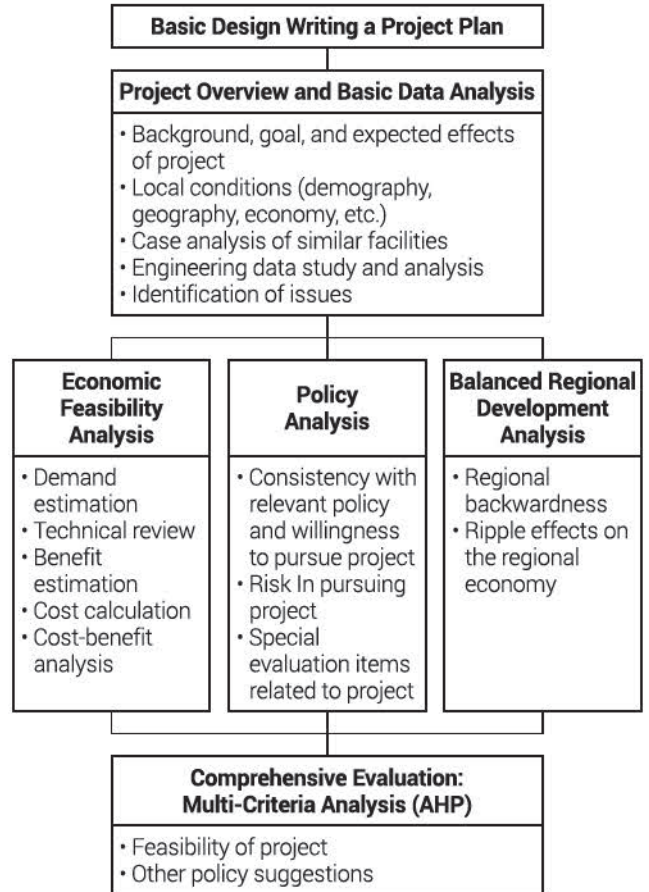 Basic Design Writing a Project Plan
Project Overview and Basic Data Analysis
• Background, goal, and expected effects
of project
• Local conditions (demography,
geography, economy, etc.)
• Case analysis of similar facilities
• Engineering data study and analysis
• Identification of issues
Economic
Feasibility
Analysis
• Demand
estimation
• Technical review
• Benefit
estimation
• Cost calculation
• Cost-benefit
analysis
Policy
Analysis
• Consistency with
relevant policy
and willingness
to pursue project
• Risk In pursuing
project
• Special
evaluation items
related to project
Balanced Regional
Development
Analysis
• Regional
backwardness
• Ripple effects on
the regional
economy
Comprehensive Evaluation:
Multi-Criteria Analysis (AHP)
• Feasibility of project
• Other policy suggestions